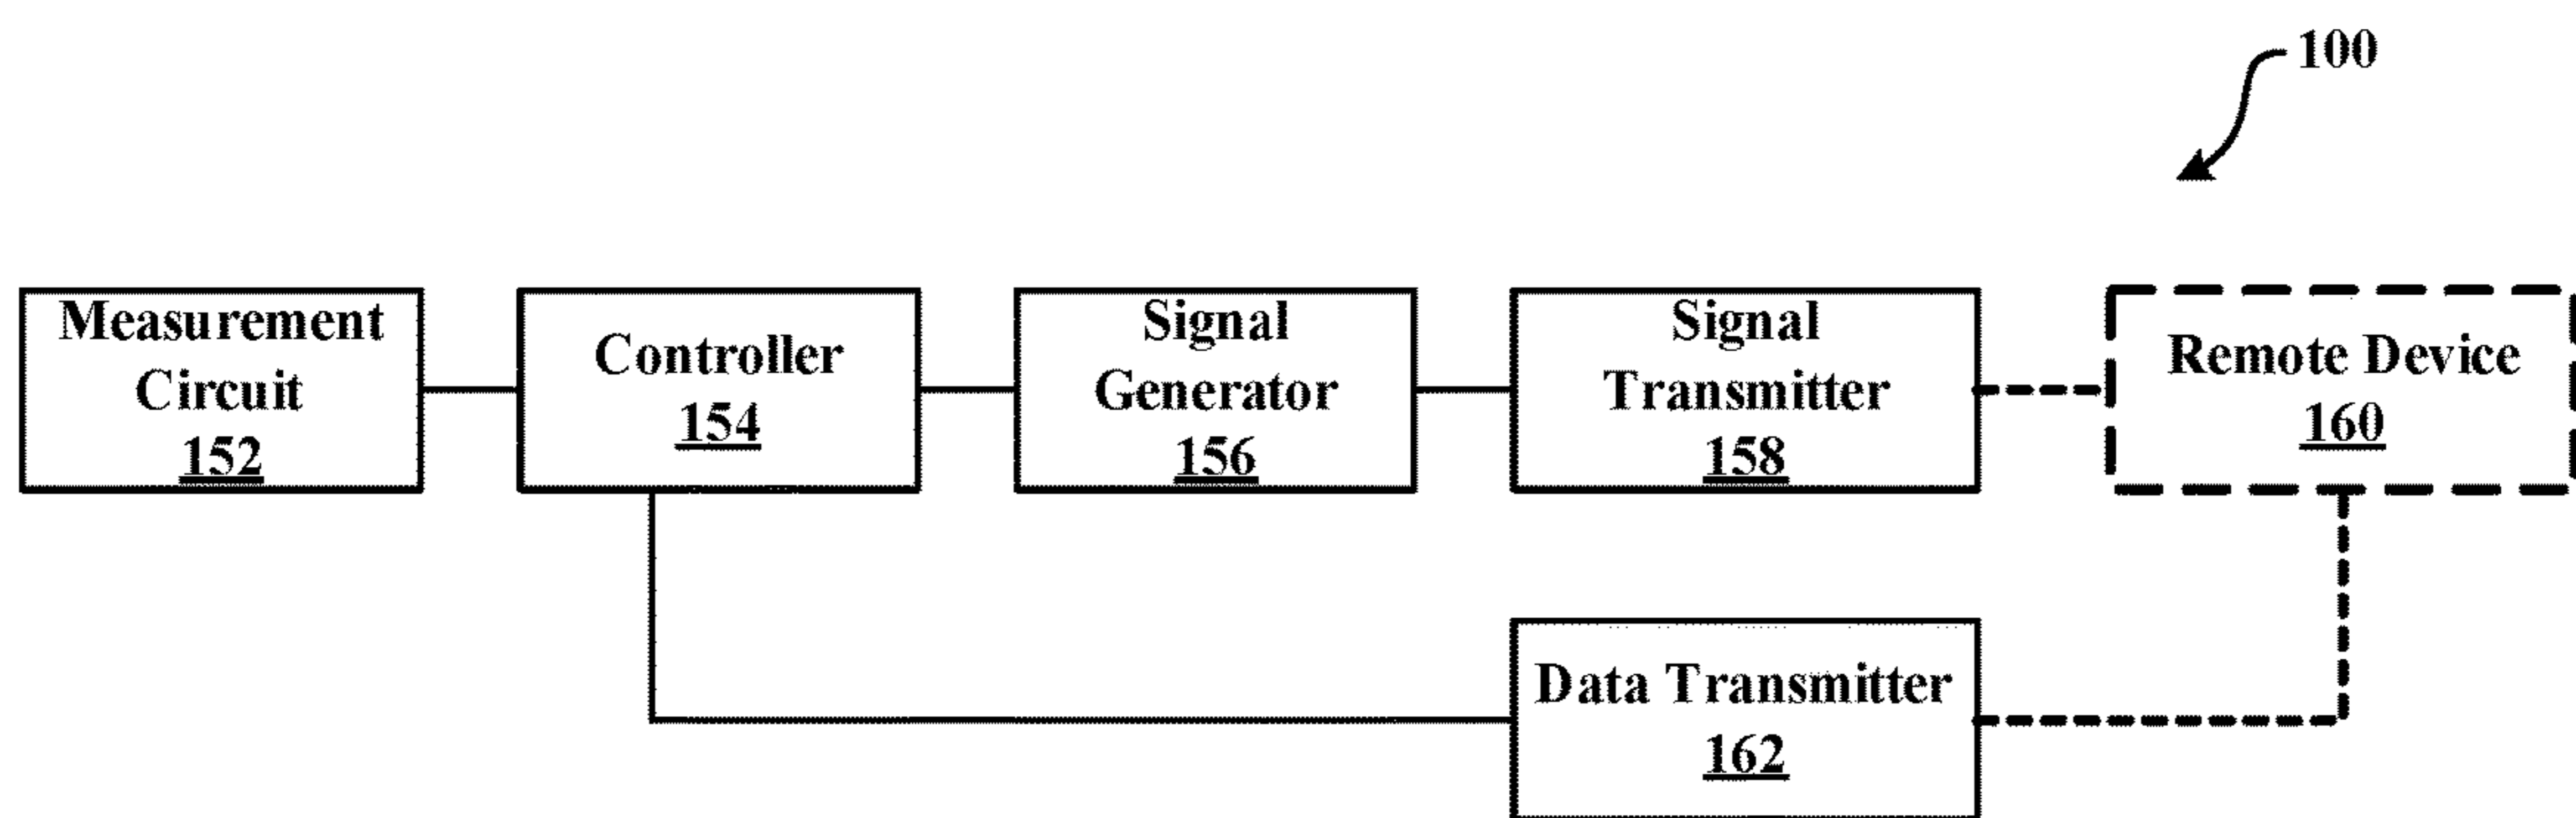 100
Measurement
Circuit
152
Controller
154
Signal
Generator
156
Signal
Transmitter
158
Remote Device
160
Data Transmitter
162